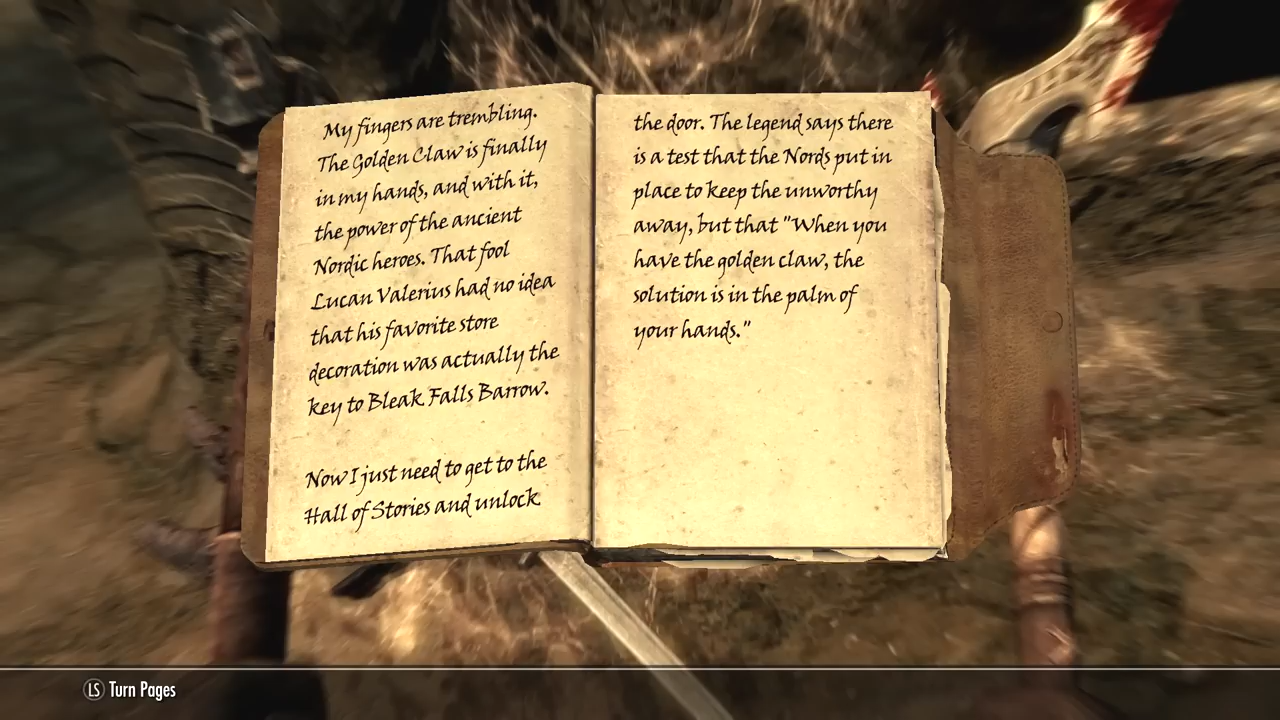 My fingers are trembling.
The Golden Claw is finally
in my hands, and with it,
the power of the ancient
Nordic heroes. That fool
Lucan Valerius had no idea
that his favorite store
decoration was actually the
key to Bleak Falls Barrow.
Now I just need to get to the
Hall of Stories and unlock
the door. The legend says there
is a test that the Nords put in
place to keep the unworthy
away, but that "When you
have the golden claw, the
solution is in the palm of
your hands."
LS Turn Pages